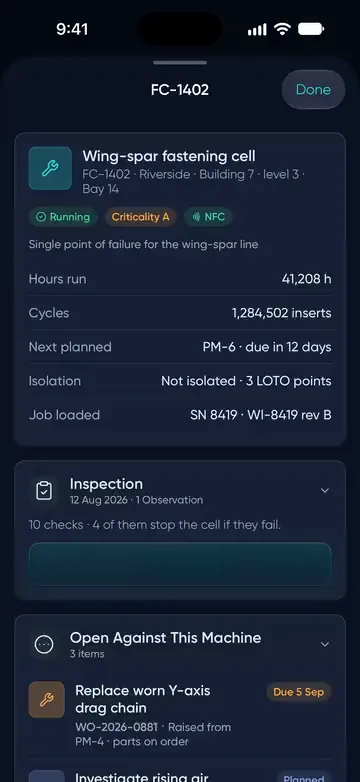 9:41
FC-1402
Done
Wing-spar fastening cell
FC-1402 · Riverside · Building 7 · level 3 ·
Bay 14
Running
Criticality A
NFC
Single point of failure for the wing-spar line
Hours run
41,208 h
Cycles
1,284,502 inserts
Next planned
PM-6 · due in 12 days
Isolation
Not isolated · 3 LOTO points
Job loaded
SN 8419 · WI-8419 rev B
Inspection
12 Aug 2026 · 1 Observation
10 checks · 4 of them stop the cell if they fail.
Open Against This Machine
3 items
Replace worn Y-axis
drag chain
Due 5 Sep
WO-2026-0881 · Raised from
PM-4 · parts on order
Investigate rising air
Planned